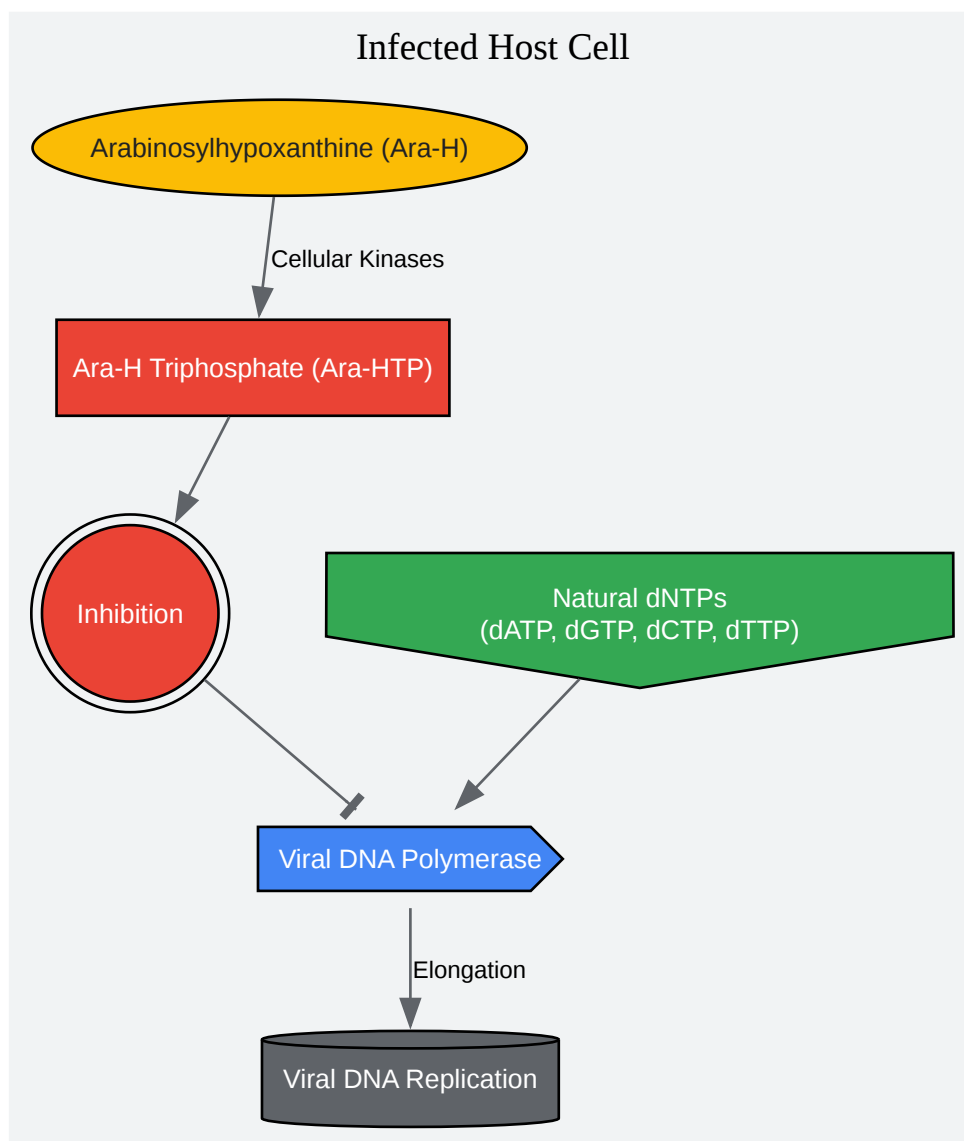 Infected Host Cell
Arabinosylhypoxanthine (Ara-H)
Cellular Kinases
Ara-H Triphosphate (Ara-HTP)
Inhibition
Natural dNTPs
(dATP, dGTP, dCTP, dTTP)
Viral DNA Polymerase
Elongation
Viral DNA Replication